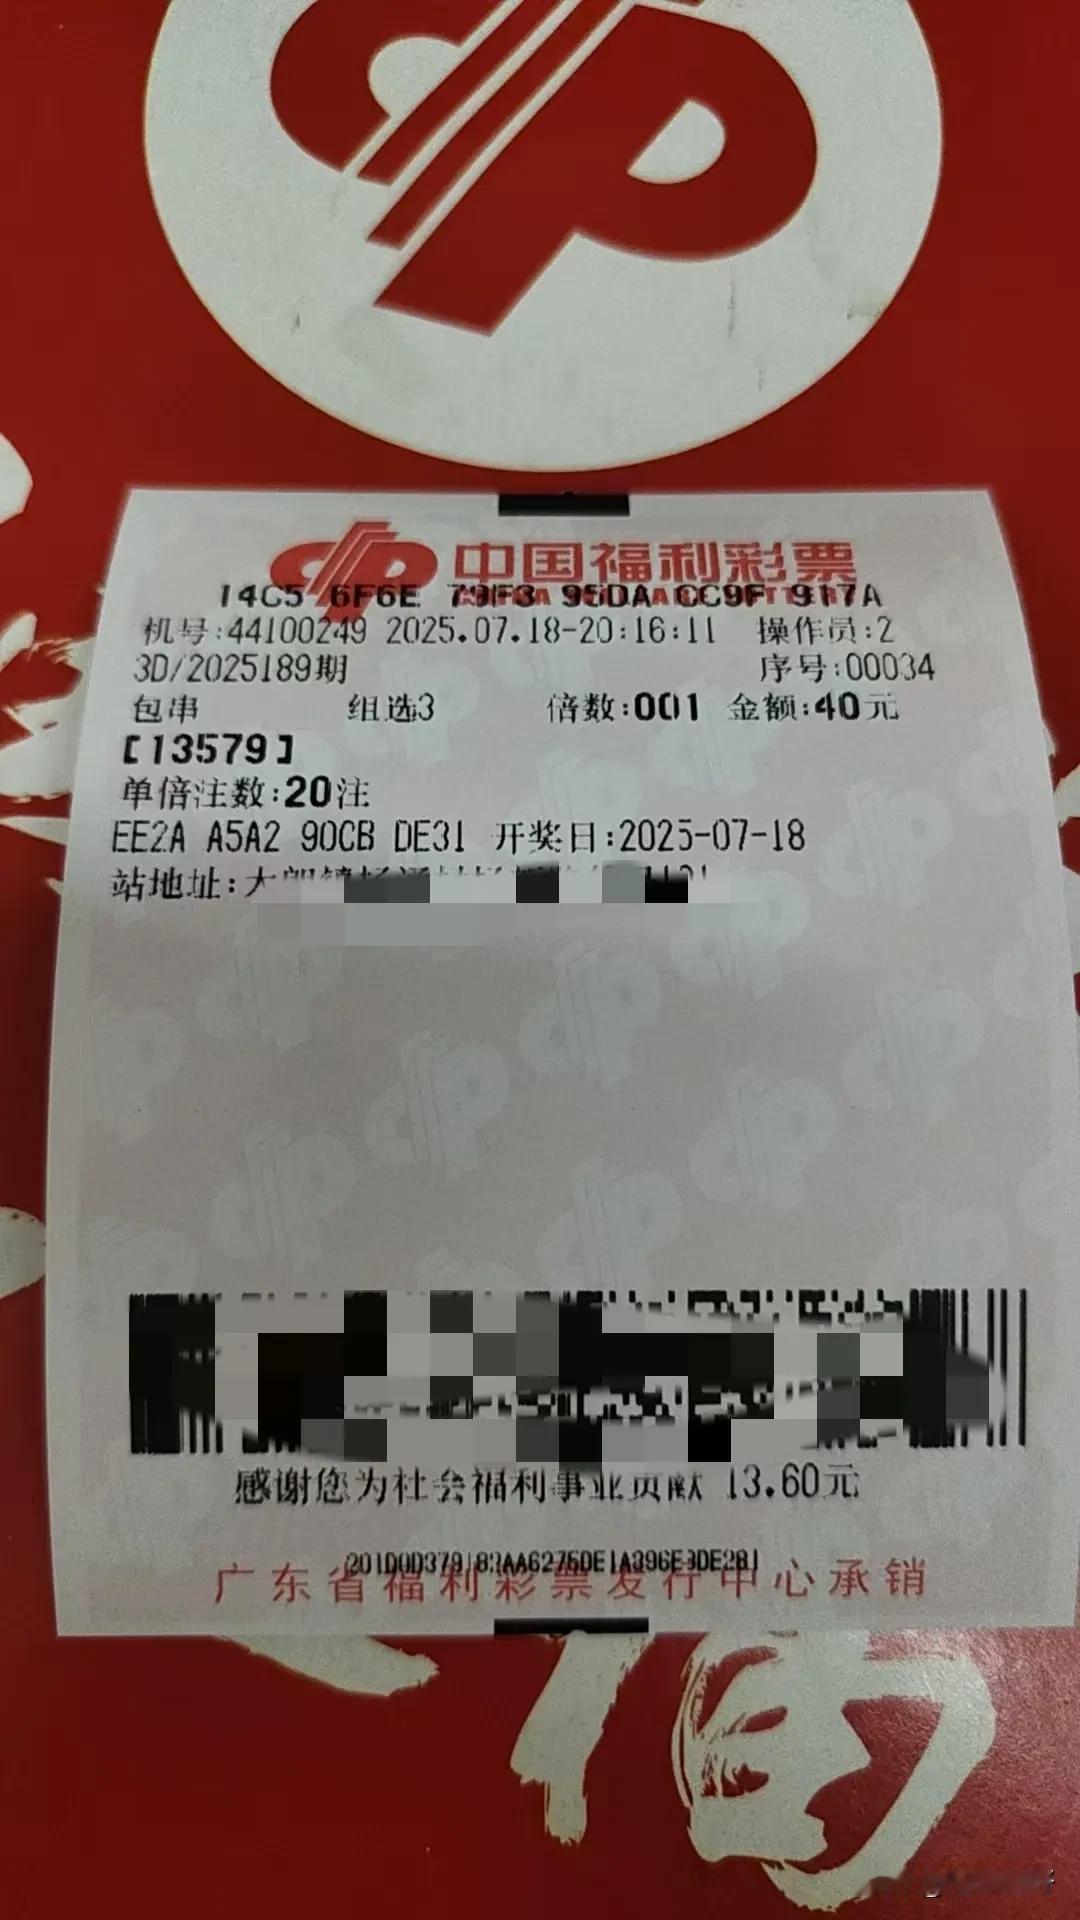 中国福利彩票
14C5 6F6E 79F3 95DA CC9F 917A
机号:44100249 2025.07.18-20:16:11 操作员:2
3D/2025189期 序号:00034
包串 组选3 倍数:001 金额:40元
[13579]
单倍注数:20注
EE2A A5A2 90CB DE31 开奖日:2025-07-18
站地址:大朗镇
感谢您为社会福利事业贡献 13.60元
广东省福利彩票发行中心承销